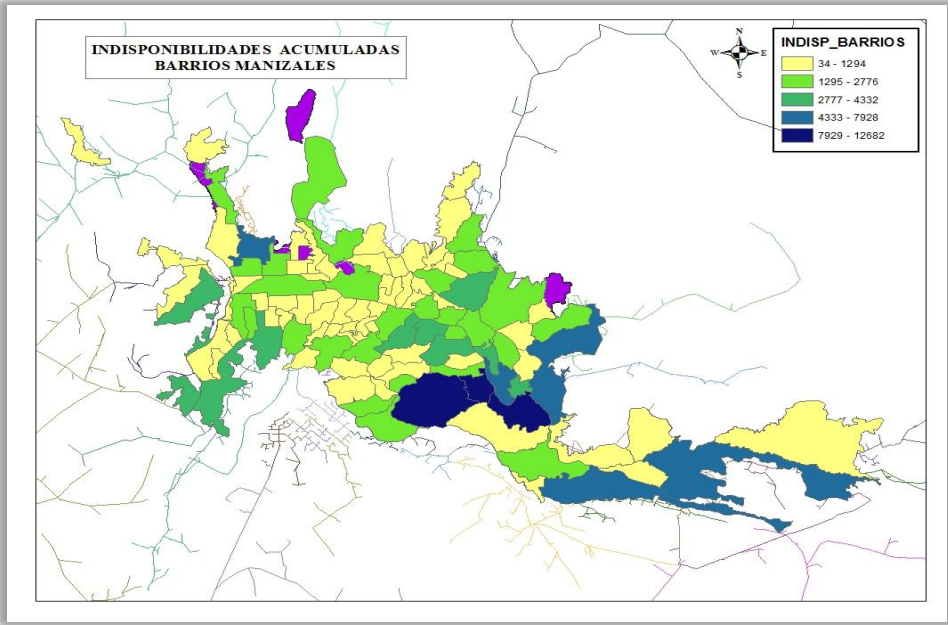 INDISPONIBILIDADES ACUMULADAS
BARRIOS MANIZALES
N
W
E
S
INDISP_BARRIOS
34 - 1294
1295 - 2776
2777 - 4332
4333 - 7928
7929 - 12682